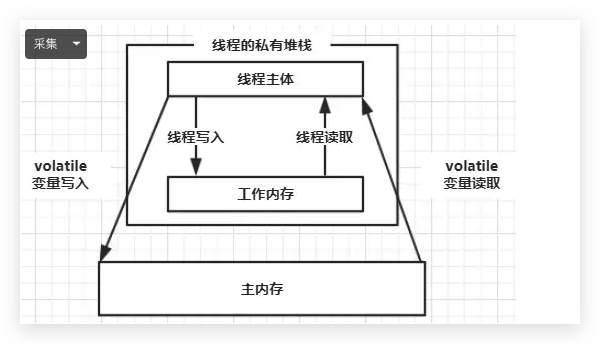 采集
线程的私有堆栈
线程主体
线程写入
线程读取
volatile
变量写入
volatile
变量读取
工作内存
主内存